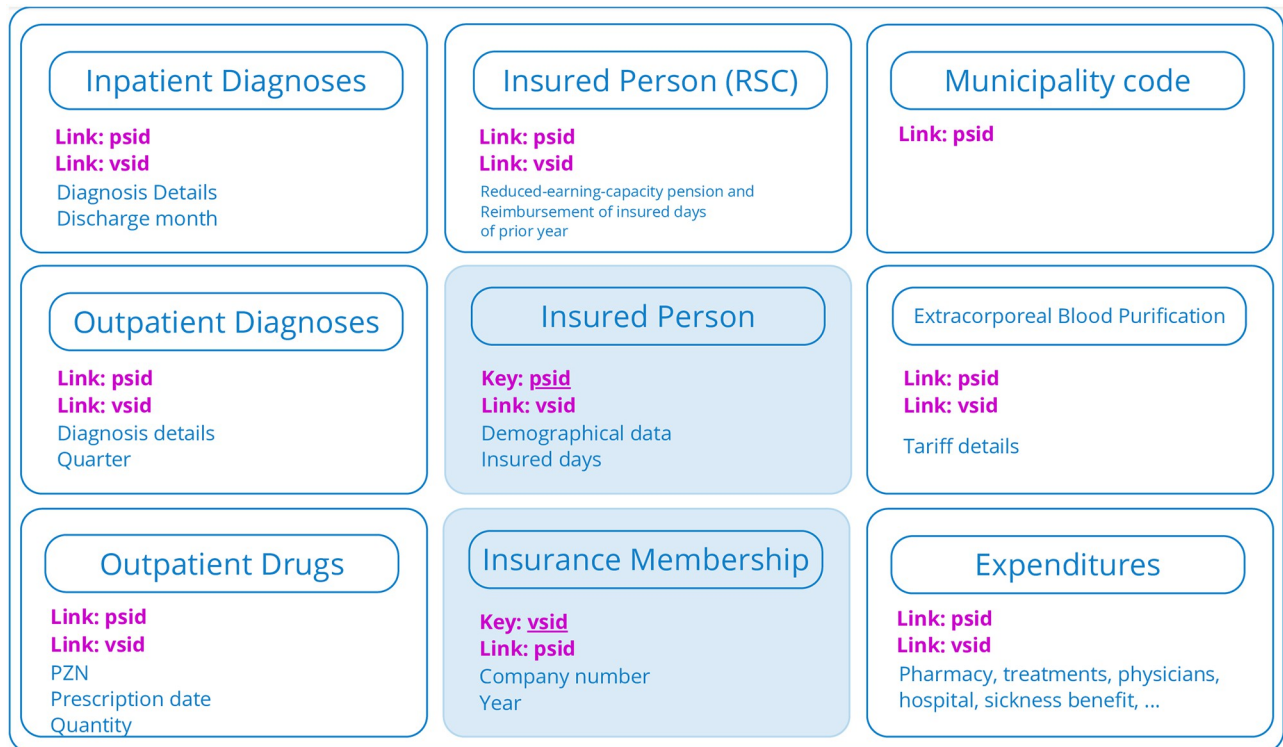 Inpatient Diagnoses
Link: psid
Link: vsid
Diagnosis Details
Discharge month
Insured Person (RSC)
Link: psid
Link: vsid
Reduced-earning-capacity pension and
Reimbursement of insured days
of prior year
Municipality code
Link: psid
Outpatient Diagnoses
Link: psid
Link: vsid
Diagnosis details
Quarter
Insured Person
Key: psid
Link: vsid
Demographical data
Insured days
Extracorporeal Blood Purification
Link: psid
Link: vsid
Tariff details
Outpatient Drugs
Link: psid
Link: vsid
PZN
Prescription date
Quantity
Insurance Membership
Key: vsid
Link: psid
Company number
Year
Expenditures
Link: psid
Link: vsid
Pharmacy, treatments, physicians,
hospital, sickness benefit, ...